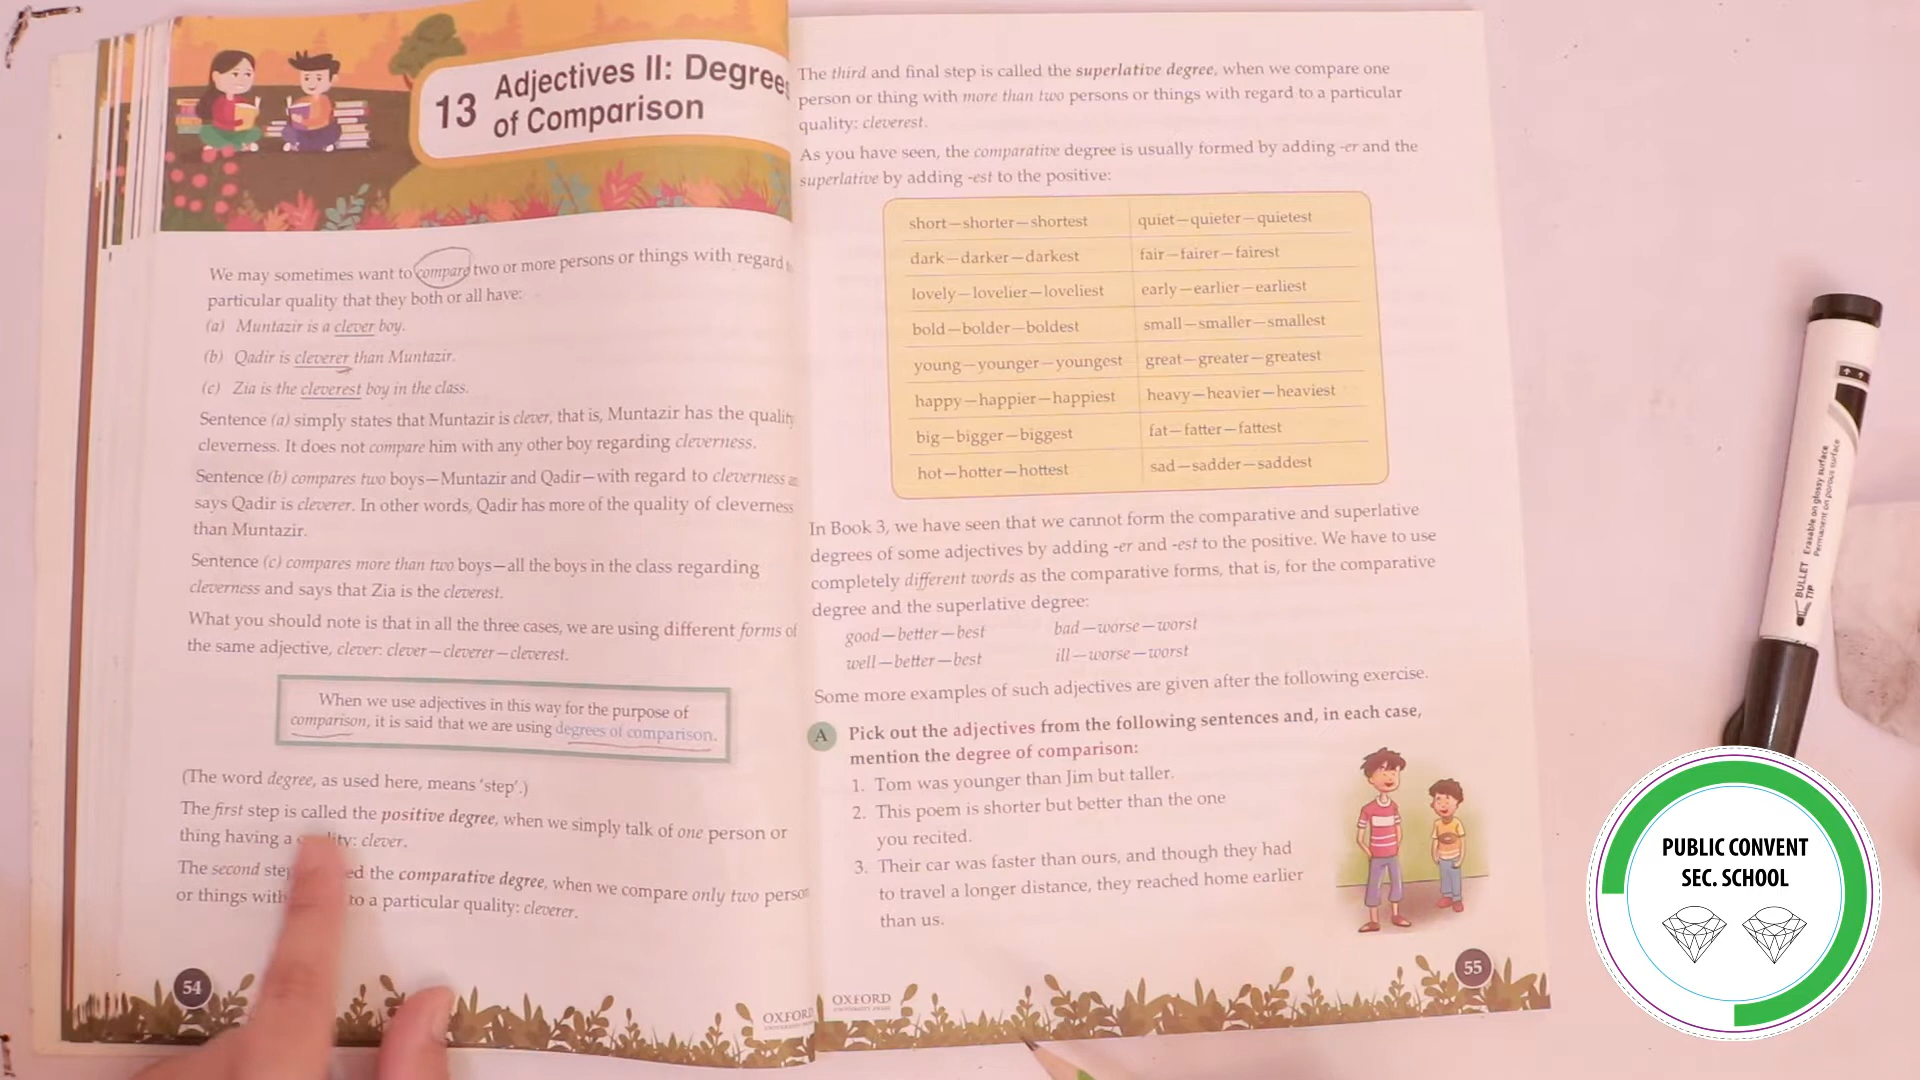 13 Adjectives II: Degrees
of Comparison
We may sometimes want to compare two or more persons or things with regard
particular quality that they both or all have:
(a) Muntazir is a clever boy.
(b) Qadir is cleverer than Muntazir.
(c) Zia is the cleverest boy in the class.
Sentence (a) simply states that Muntazir is clever, that is, Muntazir has the quality
cleverness. It does not compare him with any other boy regarding cleverness.
Sentence (b) compares two boys—Muntazir and Qadir—with regard to cleverness
says Qadir is cleverer. In other words, Qadir has more of the quality of cleverness
than Muntazir.
Sentence (c) compares more than two boys—all the boys in the class regarding
cleverness and says that Zia is the cleverest.
What you should note is that in all the three cases, we are using different forms of
the same adjective, clever: clever—cleverer—cleverest.
When we use adjectives in this way for the purpose of
comparison, it is said that we are using degrees of comparison.
(The word degree, as used here, means 'step'.)
The first step is called the positive degree, when we simply talk of one person or
thing having a clever.
The second the comparative degree, when we compare only two
or things to a particular quality: cleverer.
54
OXFORD
The third and final step is called the superlative degree, when we compare one
person or thing with more than two persons or things with regard to a particular
quality: cleverest.
As you have seen, the comparative degree is usually formed by adding -er and the
superlative by adding -est to the positive:
short—shorter—shortest quiet—quieter—quietest
dark—darker—darkest fair—fairer—fairest
lovely—lovelier—loveliest early—earlier—earliest
bold—bolder—boldest small—smaller—smallest
young—younger—youngest great—greater—greatest
happy—happier—happiest heavy—heavier—heaviest
big—bigger—biggest fat—fatter—fattest
hot—hotter—hottest sad—sadder—saddest
In Book 3, we have seen that we cannot form the comparative and superlative
degrees of some adjectives by adding -er and -est to the positive. We have to use
completely different words as the comparative forms, that is, for the comparative
degree and the superlative degree:
good—better—best bad—worse—worst
well—better—best ill—worse—worst
Some more examples of such adjectives are given after the following exercise.
A Pick out the adjectives from the following sentences and, in each case,
mention the degree of comparison:
1. Tom was younger than Jim but taller.
2. This poem is shorter but better than the one
you recited.
3. Their car was faster than ours, and though they had
to travel a longer distance, they reached home earlier
than us.
OXFORD
UNIVERSITY PRESS
55
BULLET TIP
Erasable on glossy surface
Permanent on porous surface
PUBLIC CONVENT
SEC. SCHOOL